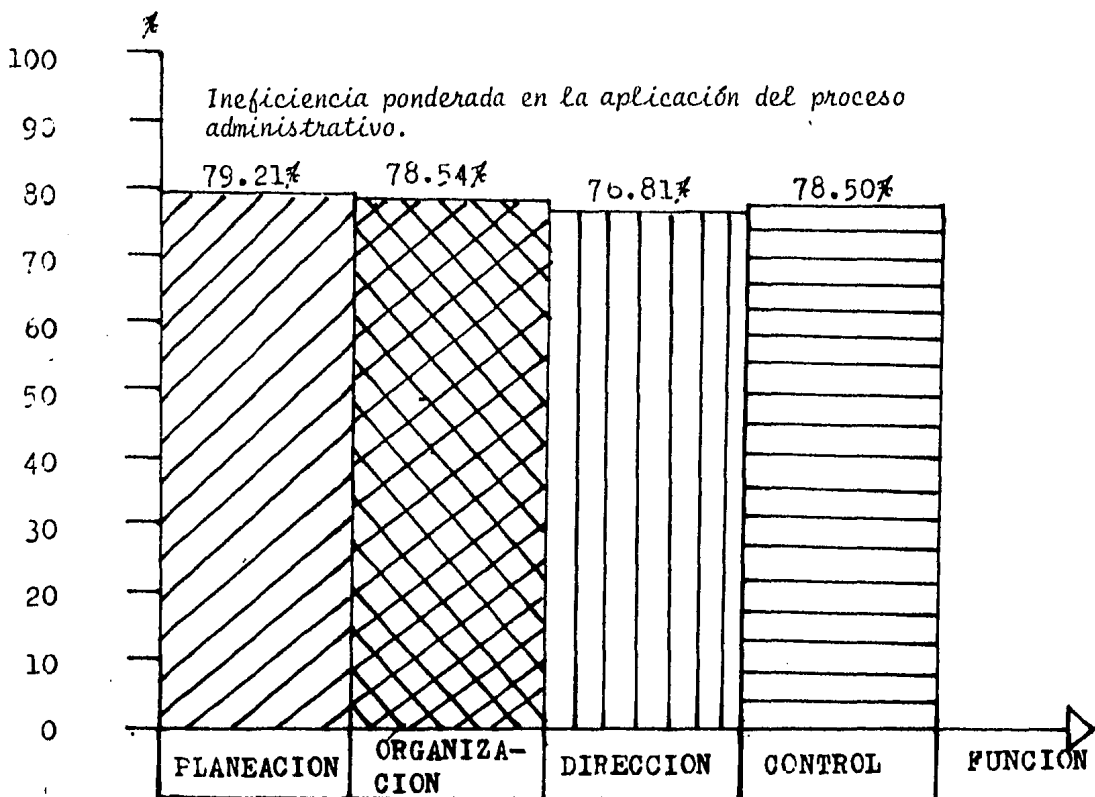 %
100
Ineficiencia ponderada en la aplicación del proceso
administrativo.
90
79.21% 78.54% 76.81% 78.50%
80
70
60
50
40
30
20
10
0
PLANEACION ORGANIZA-
CION DIRECCION CONTROL FUNCION